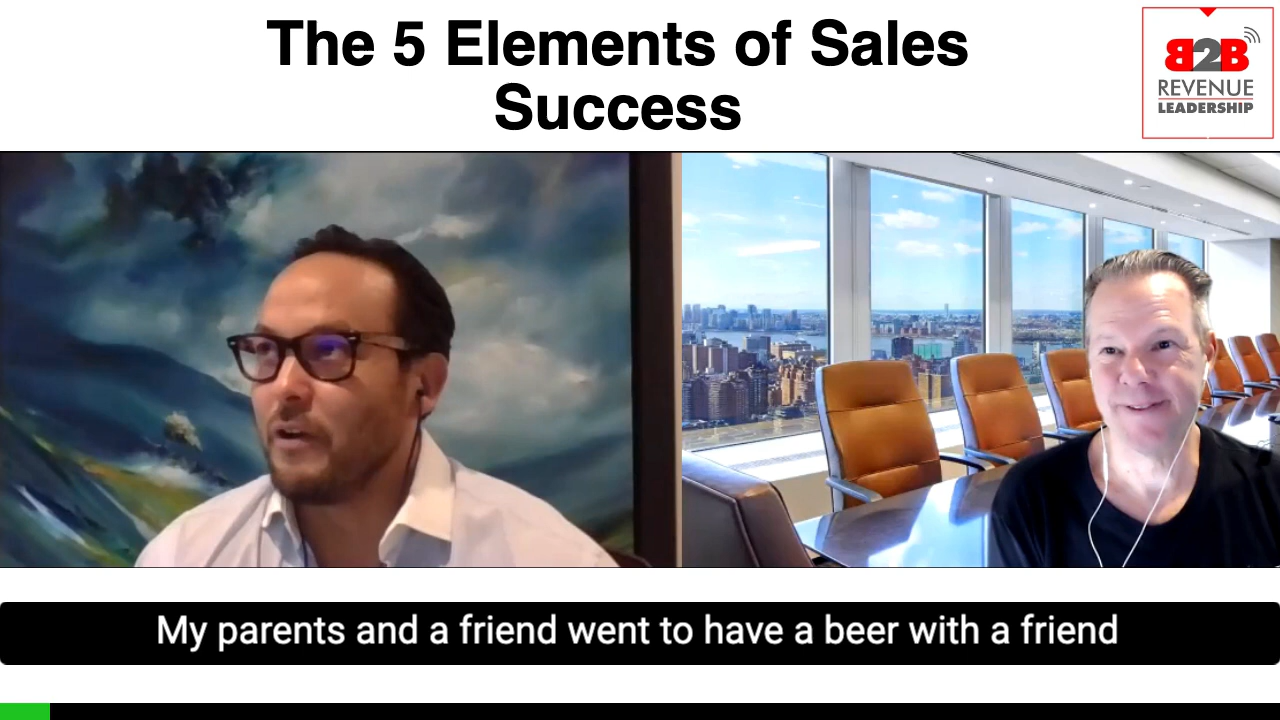 The 5 Elements of Sales
Success
B2B
REVENUE
LEADERSHIP
My parents and a friend went to have a beer with a friend